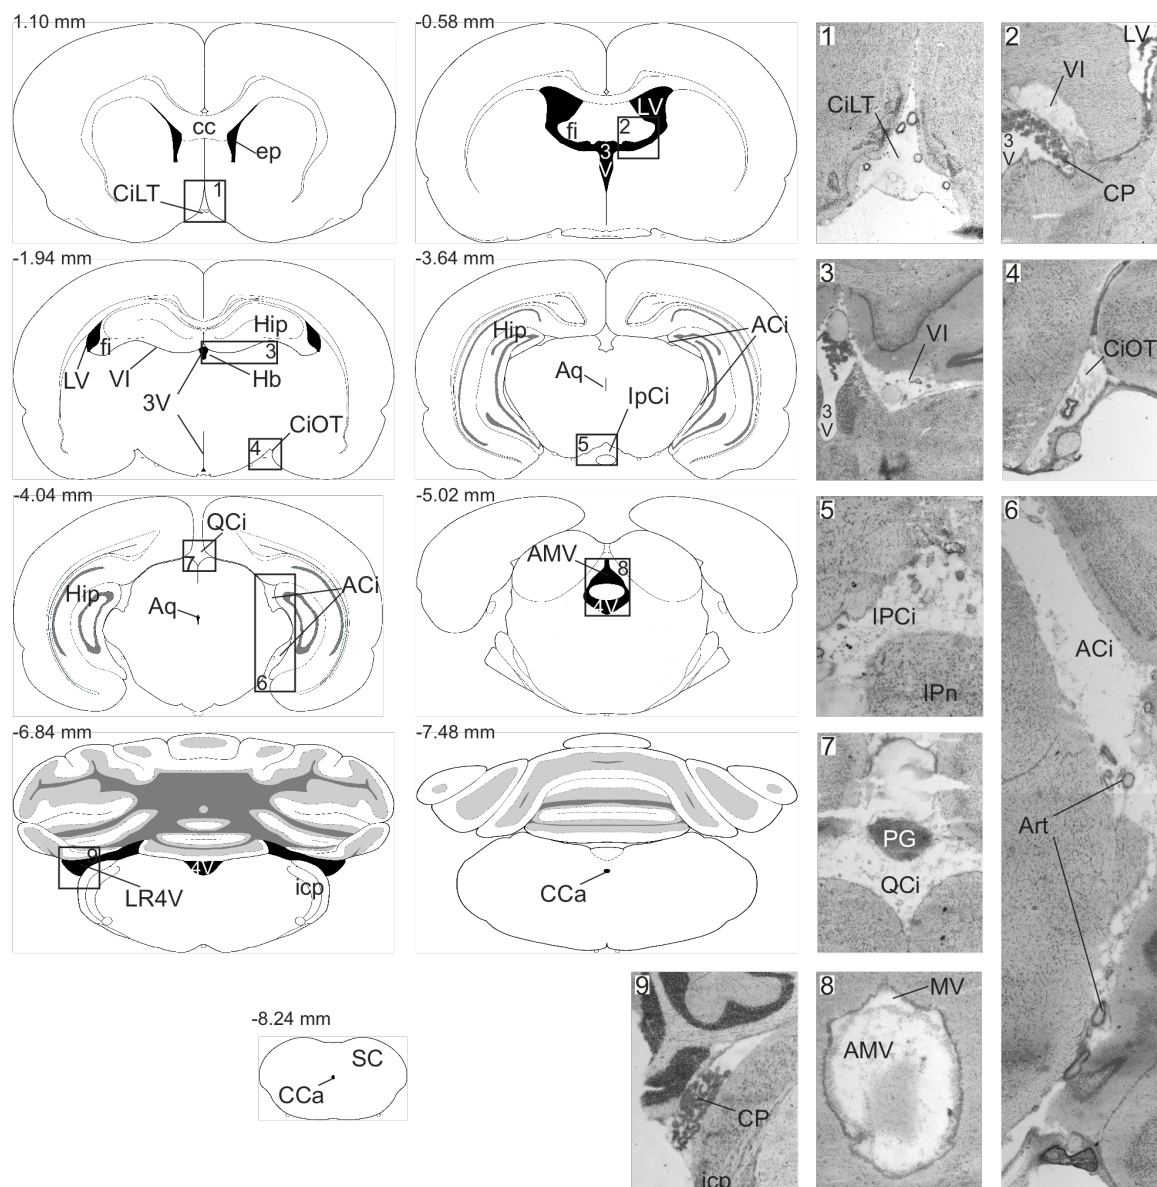 1.10 mm
cc
ep
CiLT
1
-0.58 mm
LV
fi
2
3
V
1
CiLT
2
LV
VI
3
V
CP
-1.94 mm
Hip
fi
3
LV
VI
Hb
3V
CiOT
4
-3.64 mm
Hip
ACi
Aq
IpCi
5
3
VI
3
V
4
CiOT
-4.04 mm
QCi
7
Hip
ACi
Aq
6
-5.02 mm
AMV
8
4V
5
IPCi
IPn
6
ACi
Art
-6.84 mm
9
4V
LR4V
icp
-7.48 mm
CCa
7
PG
QCi
-8.24 mm
SC
CCa
9
CP
icp
8
MV
AMV